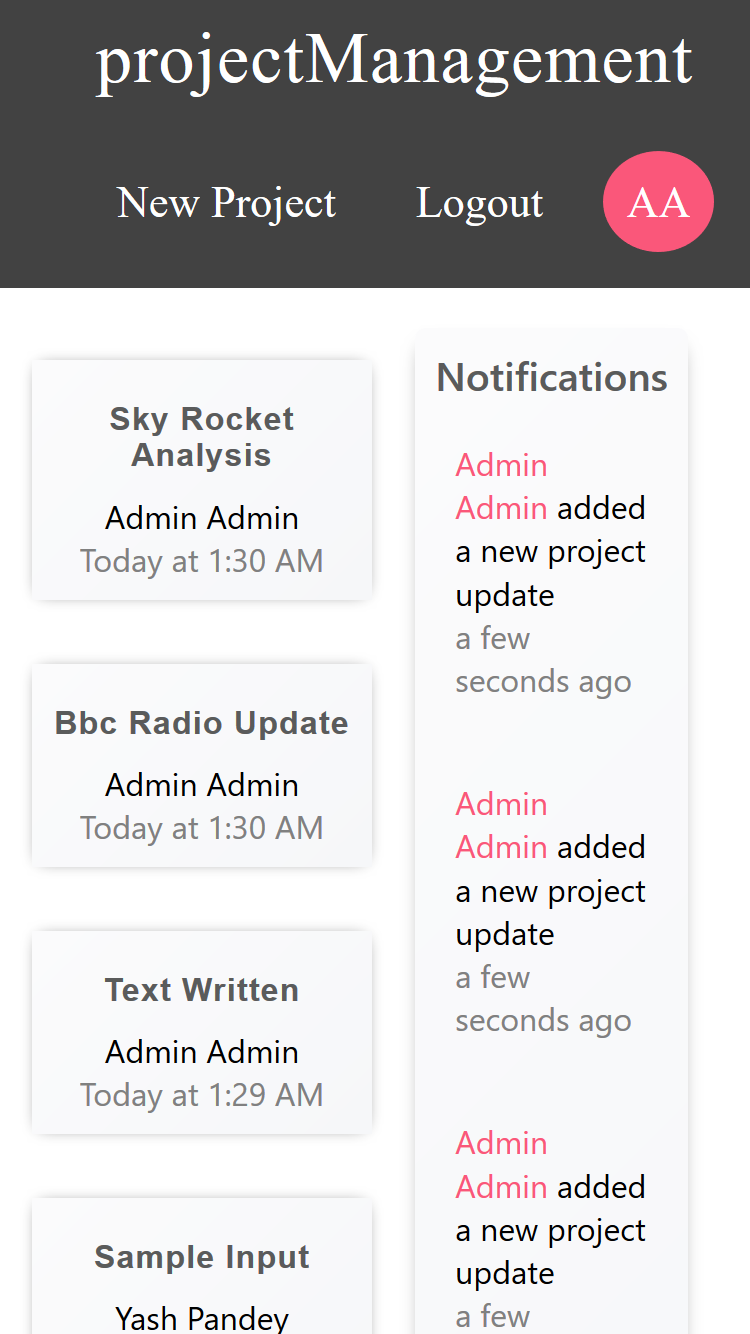 projectManagement
New Project Logout AA
Sky Rocket
Analysis
Admin Admin
Today at 1:30 AM
Bbc Radio Update
Admin Admin
Today at 1:30 AM
Text Written
Admin Admin
Today at 1:29 AM
Sample Input
Yash Pandey
Notifications
Admin
Admin added
a new project
update
a few
seconds ago
Admin
Admin added
a new project
update
a few
seconds ago
Admin
Admin added
a new project
update
a few